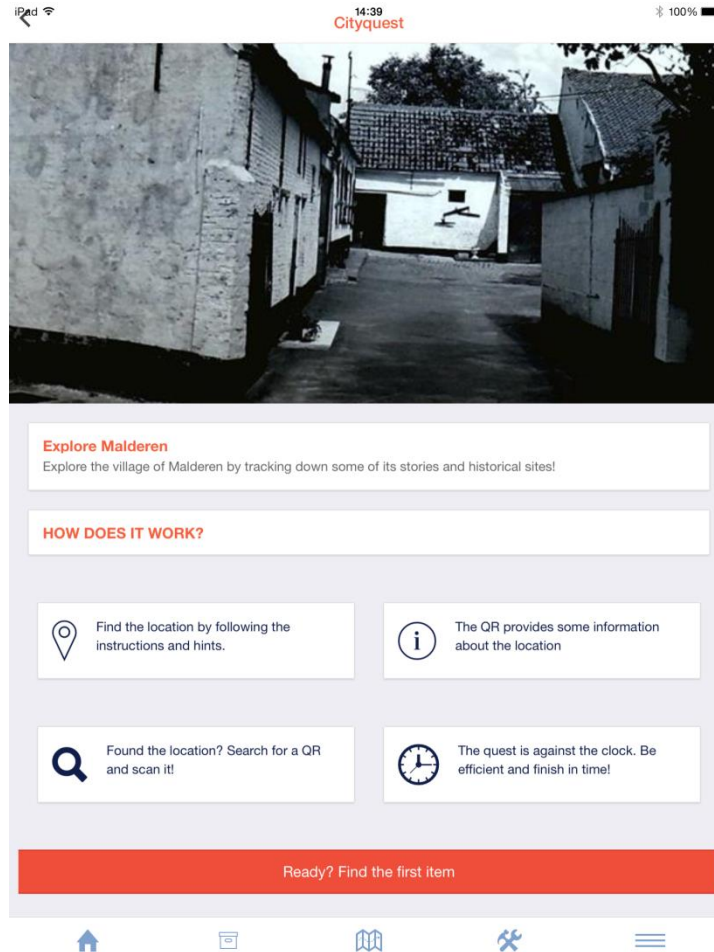 iPad 14:39 100%
Cityquest
Explore Malderen
Explore the village of Malderen by tracking down some of its stories and historical sites!
HOW DOES IT WORK?
Find the location by following the
instructions and hints.
The QR provides some information
about the location
Found the location? Search for a QR
and scan it!
The quest is against the clock. Be
efficient and finish in time!
Ready? Find the first item